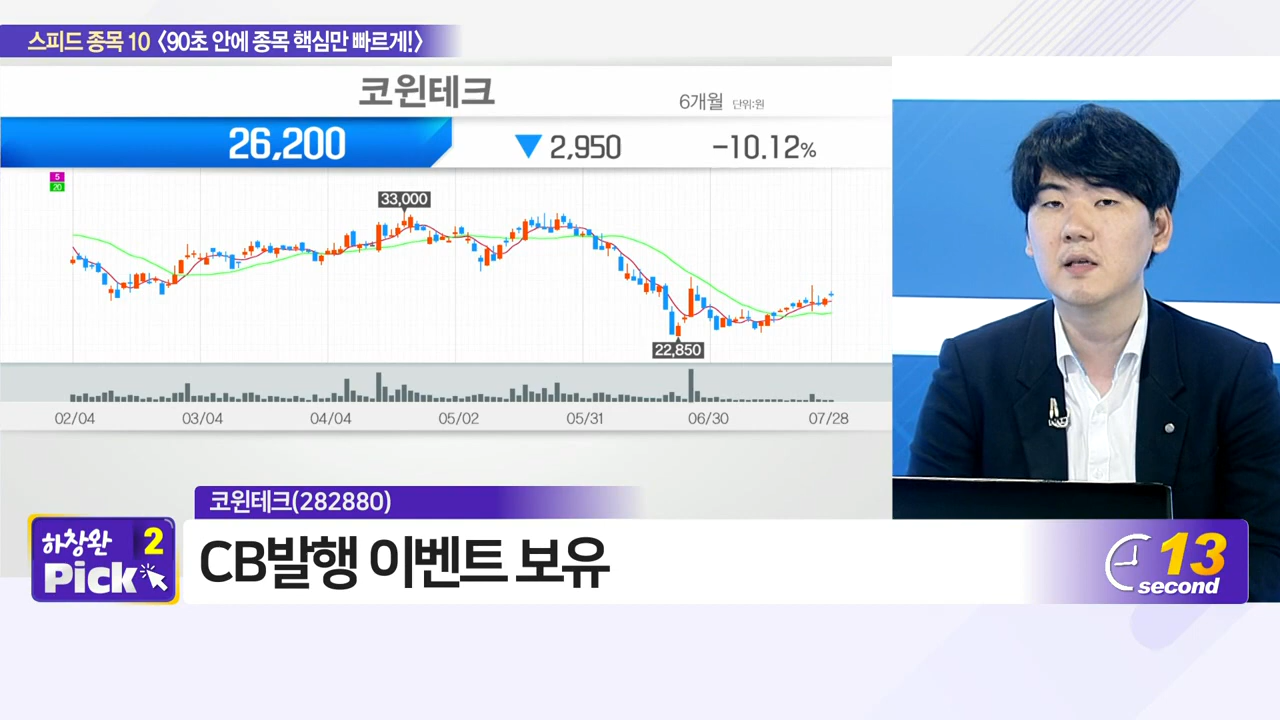 스피드 종목 10 〈90초 안에 종목 핵심만 빠르게!〉
코윈테크
6개월 단위:원
26,200 ▼ 2,950 -10.12%
5
20
33,000
22,850
02/04 03/04 04/04 05/02 05/31 06/30 07/28
코윈테크(282880)
하창완 2
Pick
CB발행 이벤트 보유
13
second